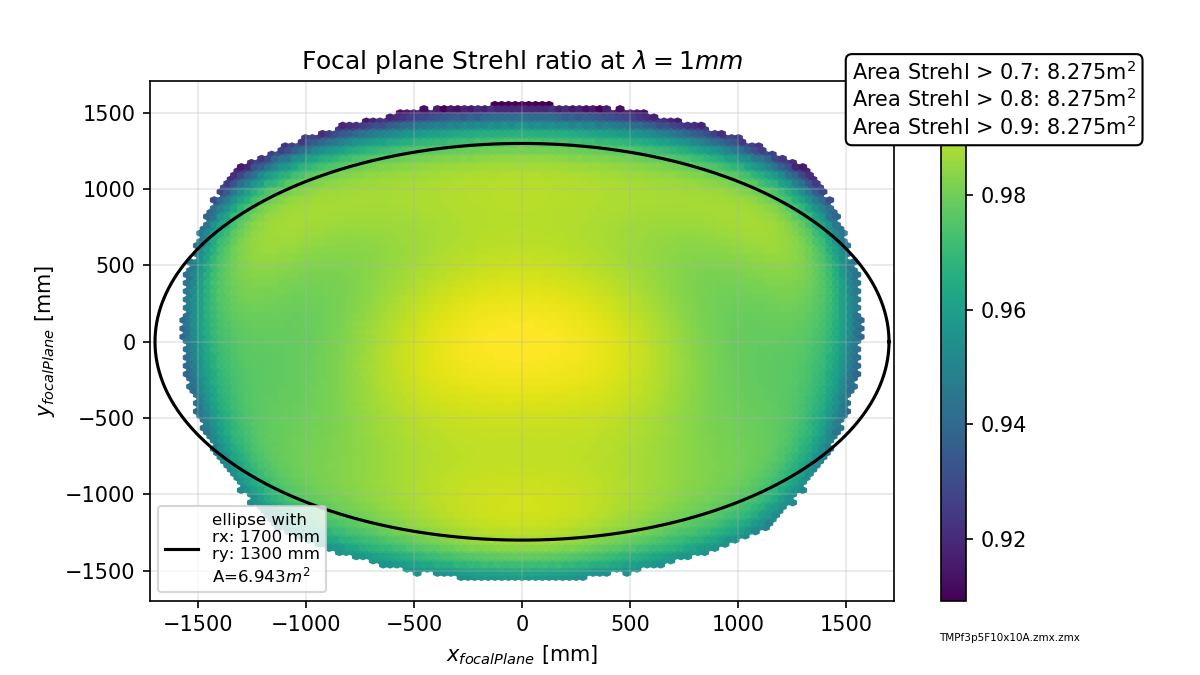 Focal plane Strehl ratio at λ = 1mm
Area Strehl > 0.7: 8.275m²
Area Strehl > 0.8: 8.275m²
Area Strehl > 0.9: 8.275m²
1500
1000
500
0
−500
−1000
−1500
y_focalPlane [mm]
ellipse with
rx: 1700 mm
ry: 1300 mm
A=6.943m²
−1500 −1000 −500 0 500 1000 1500
x_focalPlane [mm]
0.98
0.96
0.94
0.92
TMPf3p5F10x10A.zmx.zmx